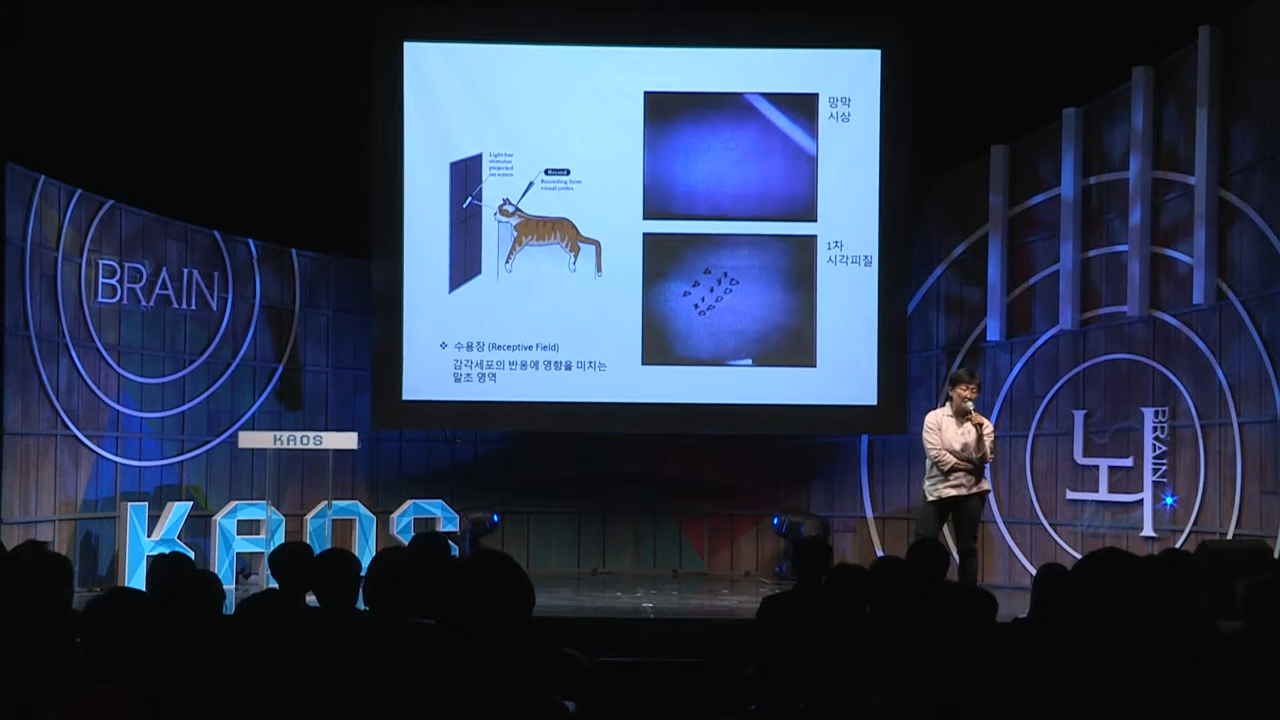 망막
시상
Light bar
stimulus
projected
on screen
Record
Recording from
visual cortex
1차
시각피질
❖ 수용장 (Receptive Field)
감각세포의 반응에 영향을 미치는
말초 영역
BRAIN
KAOS
KAOS
뇌
BRAIN